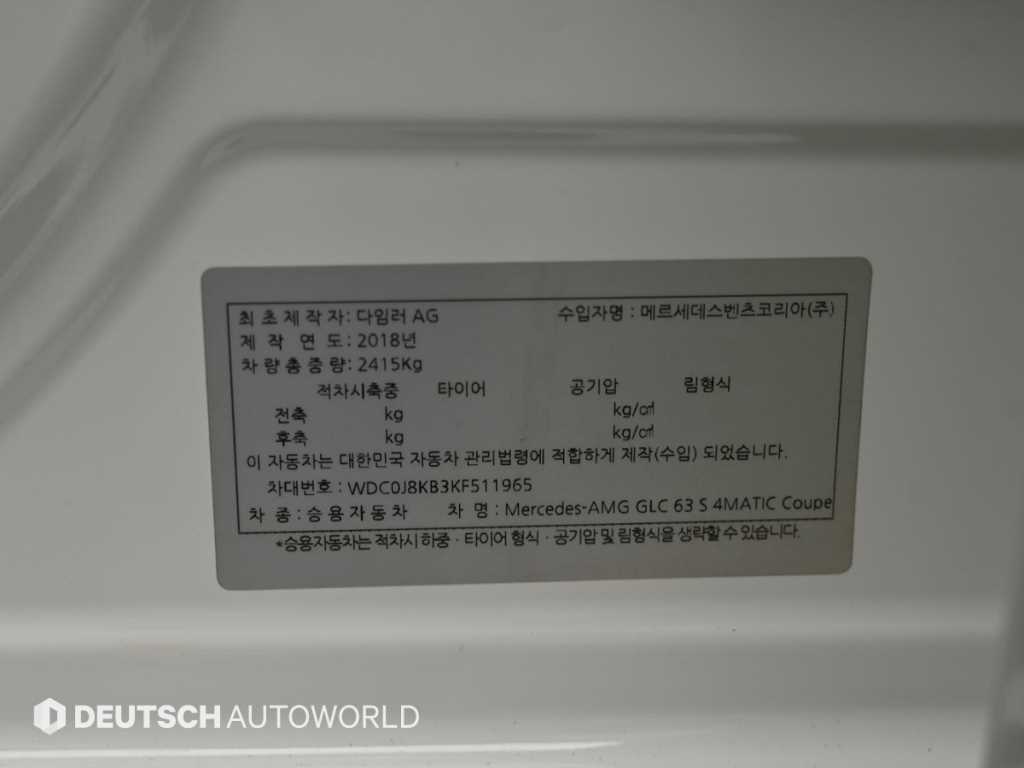 최초제작자: 다임러 AG 수입자명 : 메르세데스벤츠코리아(주)
제 작 연 도: 2018년
차량총중량: 2415Kg
적차시축중 타이어 공기압 림형식
전축 kg kg/㎠
후축 kg kg/㎠
이 자동차는 대한민국 자동차 관리법령에 적합하게 제작(수입) 되었습니다.
차대번호 : WDC0J8KB3KF511965
차 종 : 승용자동차 차 명 : Mercedes-AMG GLC 63 S 4MATIC Coupe
*승용자동차는 적차시 하중 · 타이어 형식 · 공기압 및 림형식을 생략할 수 있습니다.
DEUTSCH AUTOWORLD